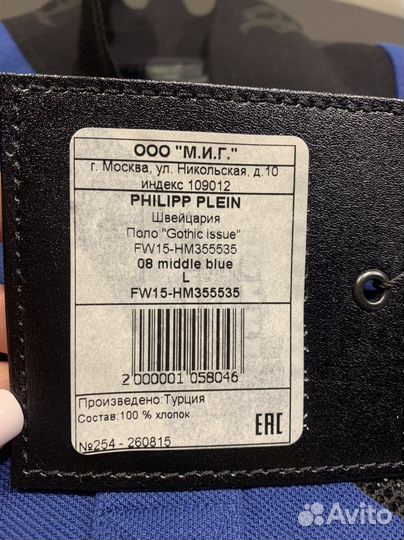 ООО "М.И.Г."
г. Москва, ул. Никольская, д.10
индекс 109012
PHILIPP PLEIN
Швейцария
Поло "Gothic issue"
FW15-HM355535
08 middle blue
L
FW15-HM355535
2 000001 058046
Произведено: Турция
Состав:100 % хлопок
№254 - 260815
EAC
Avito